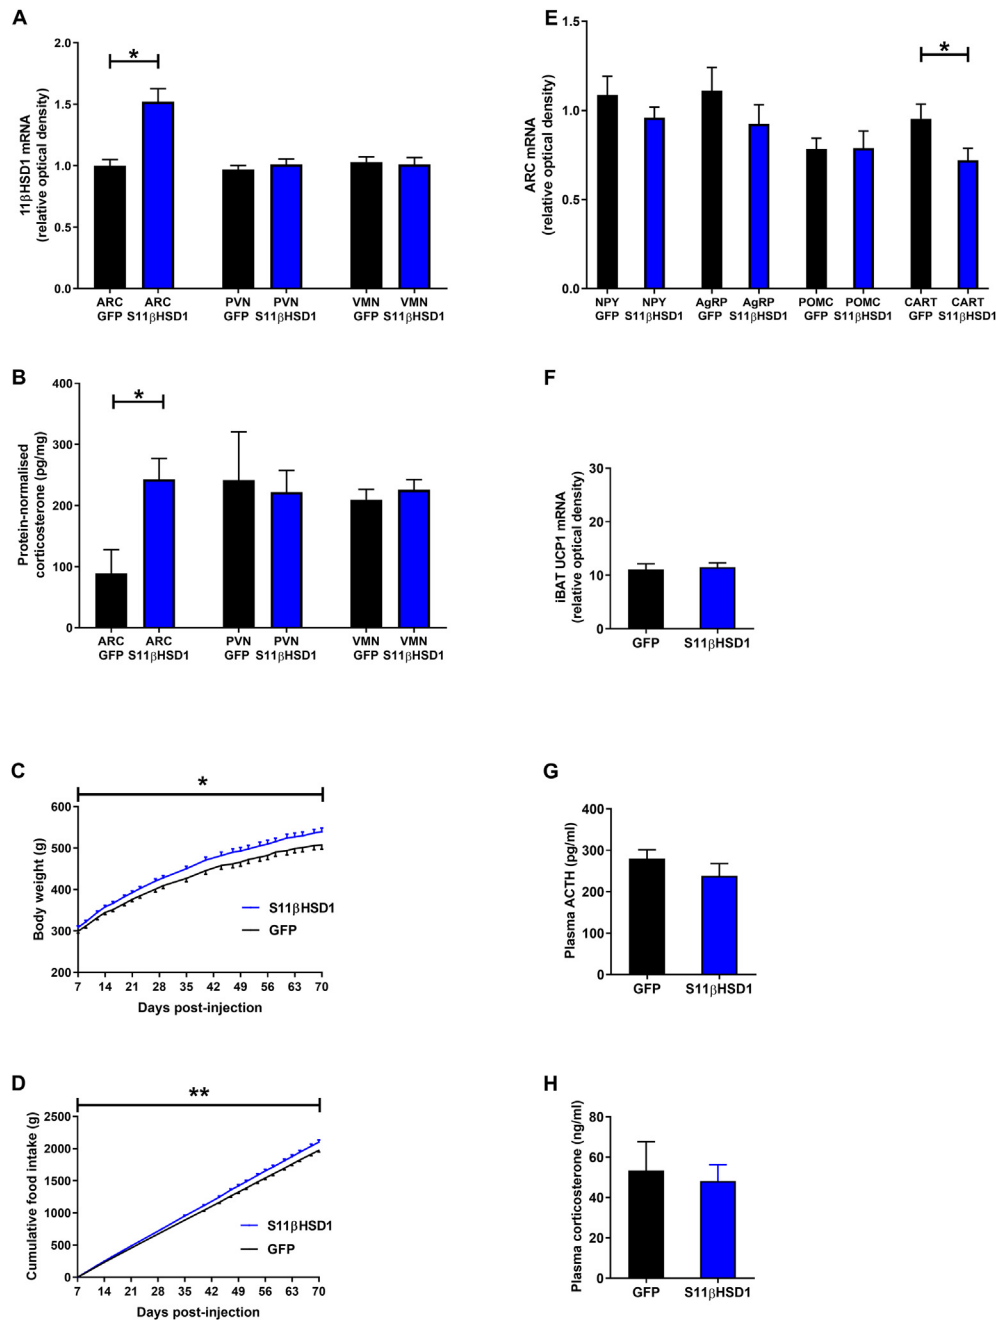 A
11βHSD1 mRNA
(relative optical density)
2.0
1.5
1.0
0.5
0.0
*
ARC ARC PVN PVN VMN VMN
GFP S11βHSD1 GFP S11βHSD1 GFP S11βHSD1
B
Protein-normalised
corticosterone (pg/mg)
400
300
200
100
0
*
ARC ARC PVN PVN VMN VMN
GFP S11βHSD1 GFP S11βHSD1 GFP S11βHSD1
C
Body weight (g)
600
500
400
300
200
*
S11βHSD1
GFP
7 14 21 28 35 42 49 56 63 70
Days post-injection
D
Cumulative food intake (g)
2500
2000
1500
1000
500
0
**
S11βHSD1
GFP
7 14 21 28 35 42 49 56 63 70
Days post-injection
E
ARC mRNA
(relative optical density)
1.5
1.0
0.5
0.0
*
NPY NPY AgRP AgRP POMC POMC CART CART
GFP S11βHSD1 GFP S11βHSD1 GFP S11βHSD1 GFP S11βHSD1
F
iBAT UCP1 mRNA
(relative optical density)
30
20
10
0
GFP S11βHSD1
G
Plasma ACTH (pg/ml)
400
300
200
100
0
GFP S11βHSD1
H
Plasma corticosterone (ng/ml)
80
60
40
20
0
GFP S11βHSD1